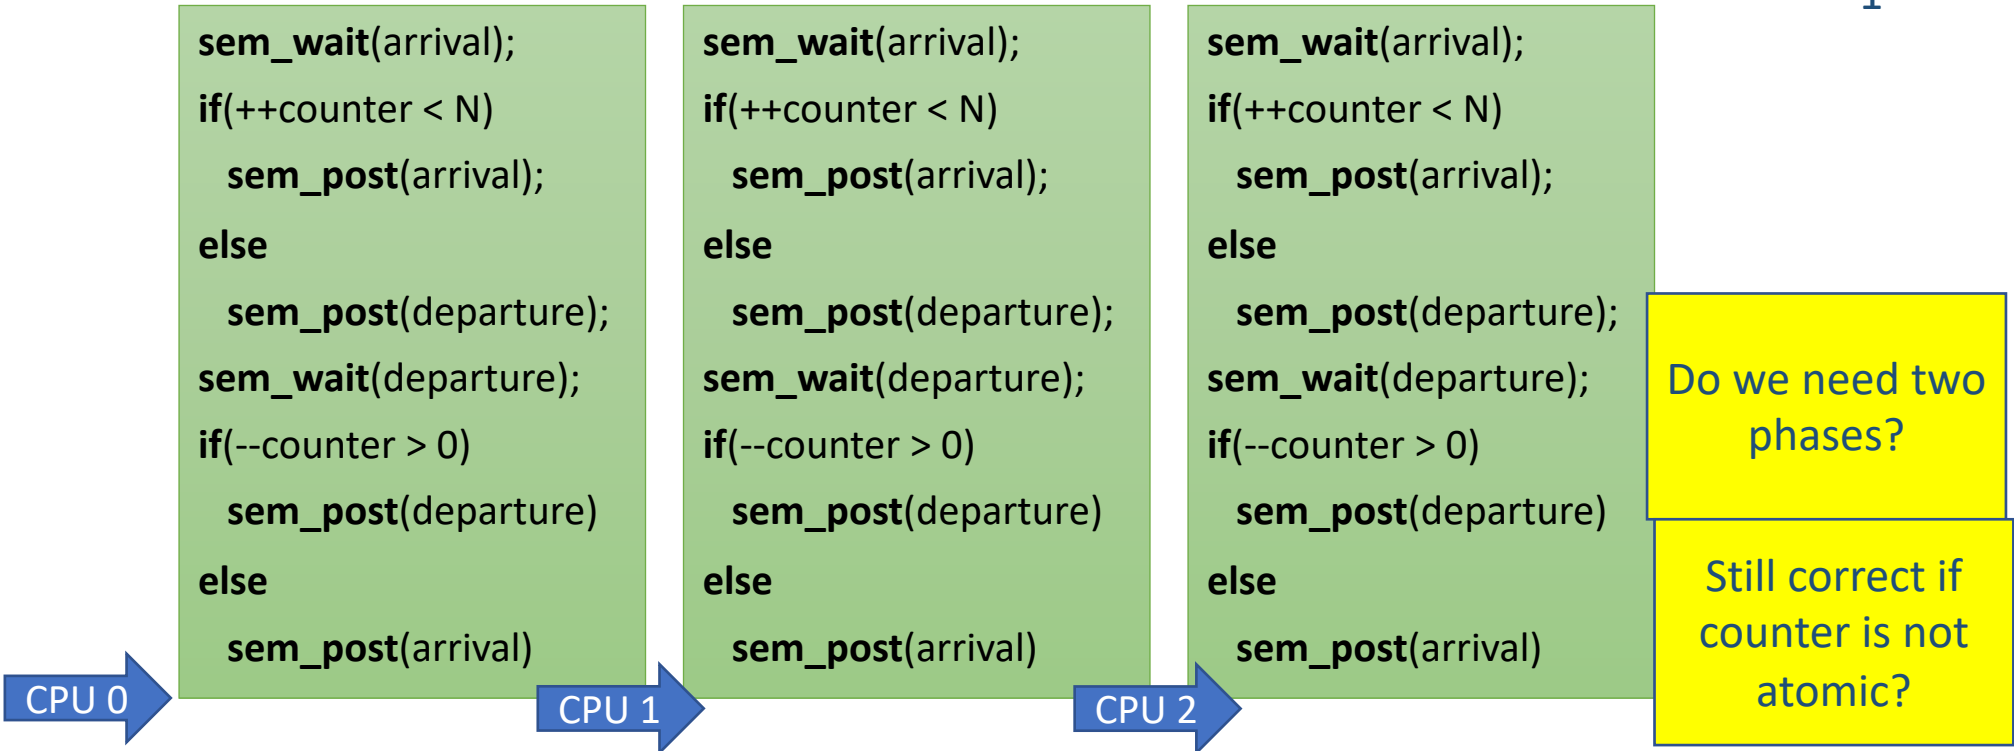 1
sem_wait(arrival);
if(++counter < N)
sem_post(arrival);
else
sem_post(departure);
sem_wait(departure);
if(--counter > 0)
sem_post(departure)
else
sem_post(arrival)
CPU 0
sem_wait(arrival);
if(++counter < N)
sem_post(arrival);
else
sem_post(departure);
sem_wait(departure);
if(--counter > 0)
sem_post(departure)
else
sem_post(arrival)
CPU 1
sem_wait(arrival);
if(++counter < N)
sem_post(arrival);
else
sem_post(departure);
sem_wait(departure);
if(--counter > 0)
sem_post(departure)
else
sem_post(arrival)
CPU 2
Do we need two
phases?
Still correct if
counter is not
atomic?